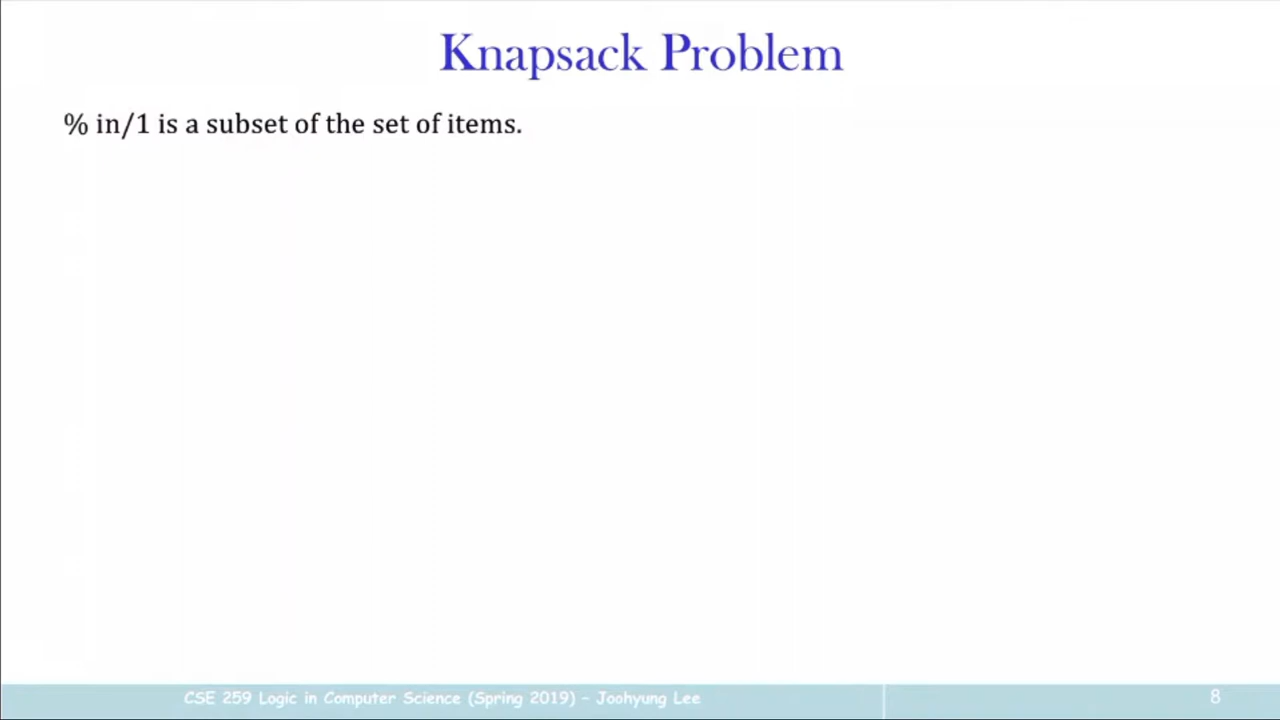 Knapsack Problem
% in/1 is a subset of the set of items.
CSE 259 Logic in Computer Science (Spring 2019) – Joohyung Lee
8